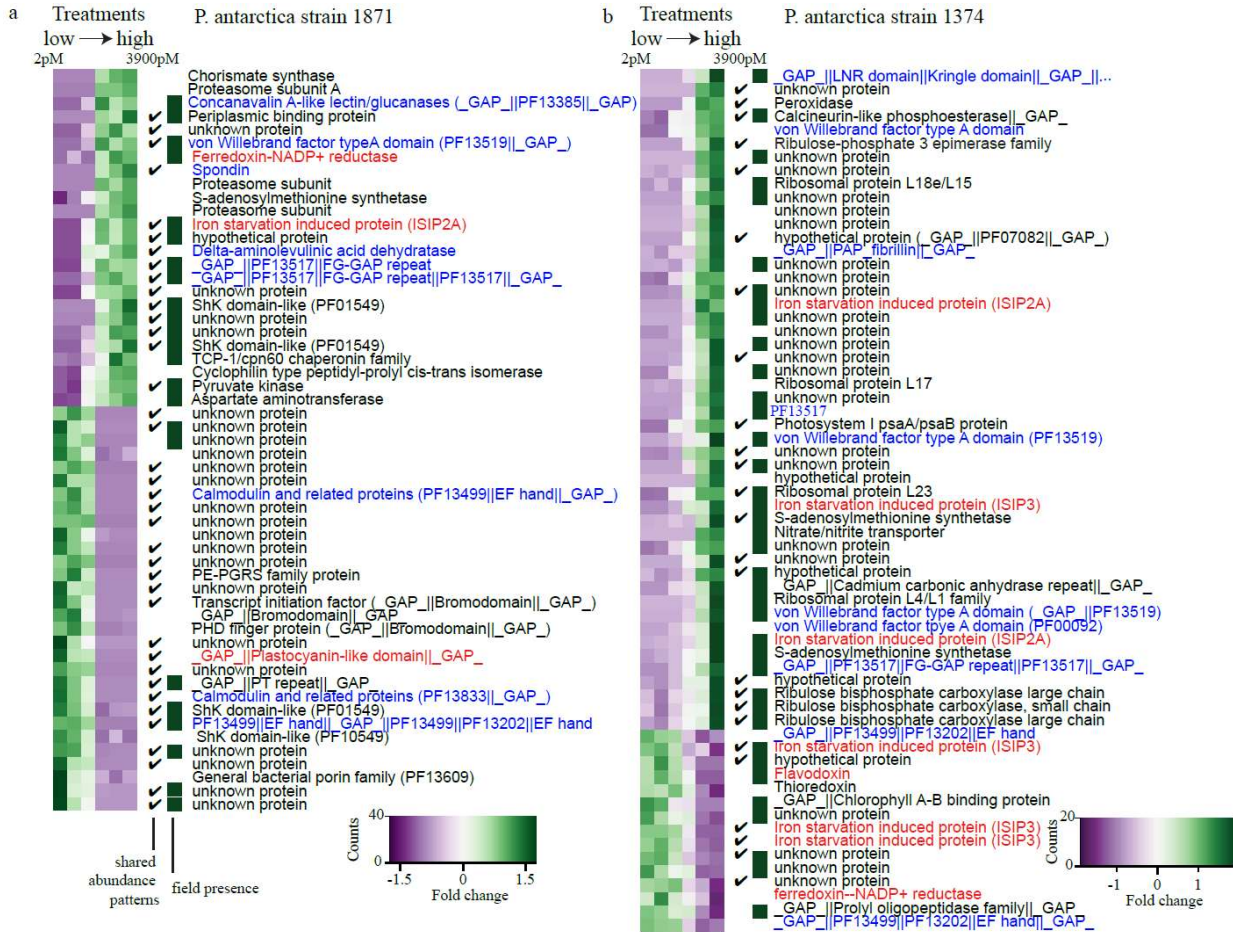 a
Treatments
P. antarctica strain 1871
low → high
2pM
3900pM
Chorismate synthase
Proteasome subunit A
Concanavalin A-like lectin/glucanases (_GAP_||PF13385||_GAP)
Periplasmic binding protein
unknown protein
von Willebrand factor typeA domain (PF13519||_GAP_)
Ferredoxin-NADP+ reductase
Spondin
Proteasome subunit
S-adenosylmethionine synthetase
Proteasome subunit
Iron starvation induced protein (ISIP2A)
hypothetical protein
Delta-aminolevulinic acid dehydratase
_GAP_||PF13517||FG-GAP repeat
_GAP_||PF13517||FG-GAP repeat||PF13517||_GAP_
unknown protein
ShK domain-like (PF01549)
unknown protein
unknown protein
ShK domain-like (PF01549)
TCP-1/cpn60 chaperonin family
Cyclophilin type peptidyl-prolyl cis-trans isomerase
Pyruvate kinase
Aspartate aminotransferase
unknown protein
unknown protein
unknown protein
unknown protein
unknown protein
unknown protein
Calmodulin and related proteins (PF13499||EF hand||_GAP_)
unknown protein
unknown protein
unknown protein
unknown protein
unknown protein
PE-PGRS family protein
unknown protein
Transcript initiation factor (_GAP_||Bromodomain||_GAP_)
_GAP_||Bromodomain||_GAP_
PHD finger protein (_GAP_||Bromodomain||_GAP_)
unknown protein
_GAP_||Plastocyanin-like domain||_GAP_
unknown protein
_GAP_||PT repeat||_GAP_
Calmodulin and related proteins (PF13833||_GAP_)
ShK domain-like (PF01549)
PF13499||EF hand||_GAP_||PF13499||PF13202||EF hand
ShK domain-like (PF10549)
unknown protein
unknown protein
General bacterial porin family (PF13609)
unknown protein
unknown protein
shared
abundance
patterns
field presence
Counts
40
0
-1.5
0
1.5
Fold change
b
Treatments
P. antarctica strain 1374
low → high
2pM
3900pM
_GAP_||LNR domain||Kringle domain||_GAP_||...
unknown protein
Peroxidase
Calcineurin-like phosphoesterase||_GAP_
von Willebrand factor type A domain
Ribulose-phosphate 3 epimerase family
unknown protein
unknown protein
Ribosomal protein L18e/L15
unknown protein
unknown protein
unknown protein
hypothetical protein (_GAP_||PF07082||_GAP_)
_GAP_||PAP_fibrillin||_GAP_
unknown protein
unknown protein
unknown protein
Iron starvation induced protein (ISIP2A)
unknown protein
unknown protein
unknown protein
unknown protein
unknown protein
Ribosomal protein L17
unknown protein
PF13517
Photosystem I psaA/psaB protein
von Willebrand factor type A domain (PF13519)
unknown protein
unknown protein
hypothetical protein
Ribosomal protein L23
Iron starvation induced protein (ISIP3)
S-adenosylmethionine synthetase
Nitrate/nitrite transporter
unknown protein
unknown protein
hypothetical protein
_GAP_||Cadmium carbonic anhydrase repeat||_GAP_
Ribosomal protein L4/L1 family
von Willebrand factor type A domain (_GAP_||PF13519)
von Willebrand factor tpye A domain (PF00092)
Iron starvation induced protein (ISIP2A)
S-adenosylmethionine synthetase
_GAP_||PF13517||FG-GAP repeat||PF13517||_GAP_
hypothetical protein
Ribulose bisphosphate carboxylase large chain
Ribulose bisphosphate carboxylase, small chain
Ribulose bisphosphate carboxylase large chain
_GAP_||PF13499||PF13202||EF hand
Iron starvation induced protein (ISIP3)
hypothetical protein
Flavodoxin
Thioredoxin
_GAP_||Chlorophyll A-B binding protein
unknown protein
Iron starvation induced protein (ISIP3)
Iron starvation induced protein (ISIP3)
unknown protein
unknown protein
unknown protein
ferredoxin--NADP+ reductase
_GAP_||Prolyl oligopeptidase family||_GAP_
_GAP_||PF13499||PF13202||EF hand||_GAP_
Counts
20
0
-1
0
1
Fold change